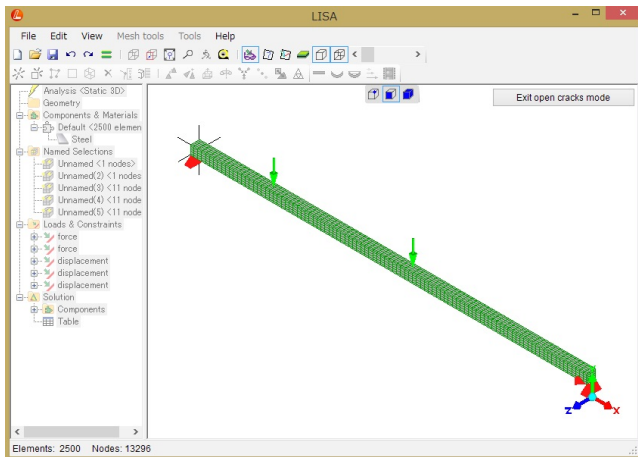 LISA
File Edit View Mesh tools Tools Help
Exit open cracks mode
Analysis <Static 3D>
Geometry
Components & Materials
Default <2500 elemen
Steel
Named Selections
Unnamed <1 nodes>
Unnamed(2) <1 nodes
Unnamed(3) <11 node
Unnamed(4) <11 node
Unnamed(5) <11 node
Loads & Constraints
force
force
displacement
displacement
displacement
Solution
Components
Table
z
x
Elements: 2500 Nodes: 13296